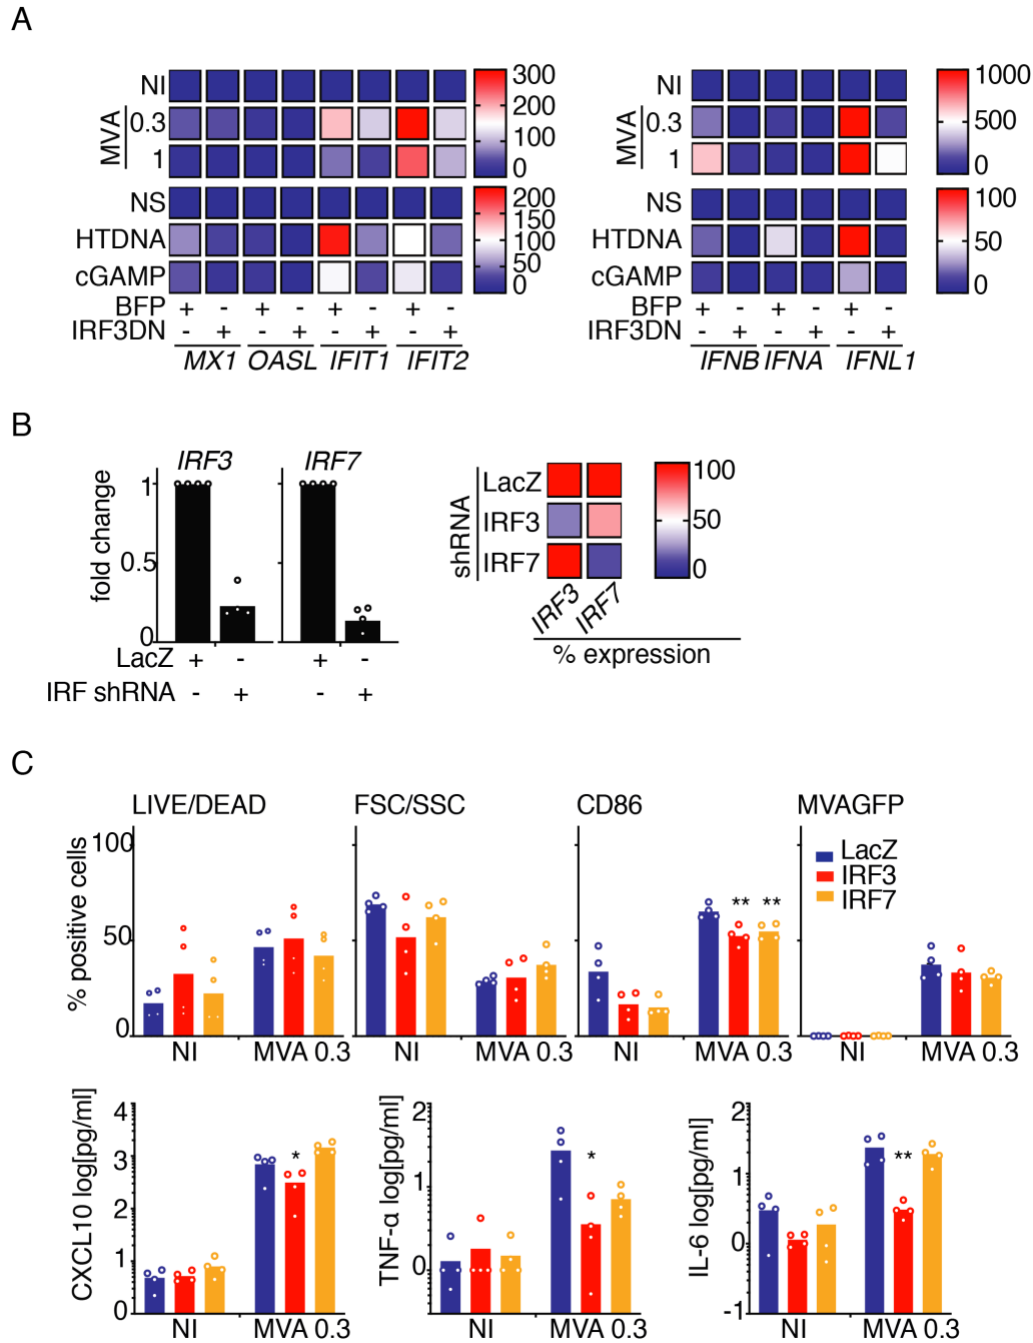 A
NI
MVA
0.3
1
NS
HTDNA
cGAMP
BFP + - + - + - + -
IRF3DN - + - + - + - +
MX1 OASL IFIT1 IFIT2
300
200
100
0
200
150
100
50
0
NI
MVA
0.3
1
NS
HTDNA
cGAMP
BFP + - + - + -
IRF3DN - + - + - +
IFNB IFNA IFNL1
1000
500
0
100
50
0
B
IRF3 IRF7
fold change
1
0.5
0
LacZ + - + -
IRF shRNA - + - +
shRNA
LacZ
IRF3
IRF7
IRF3 IRF7
% expression
100
50
0
C
LIVE/DEAD FSC/SSC CD86 MVAGFP
% positive cells
100
50
0
** **
LacZ
IRF3
IRF7
NI MVA 0.3 NI MVA 0.3 NI MVA 0.3 NI MVA 0.3
CXCL10 log[pg/ml]
4
3
2
1
0
*
NI MVA 0.3
TNF-α log[pg/ml]
2
1
0
*
NI MVA 0.3
IL-6 log[pg/ml]
2
1
0
-1
**
NI MVA 0.3